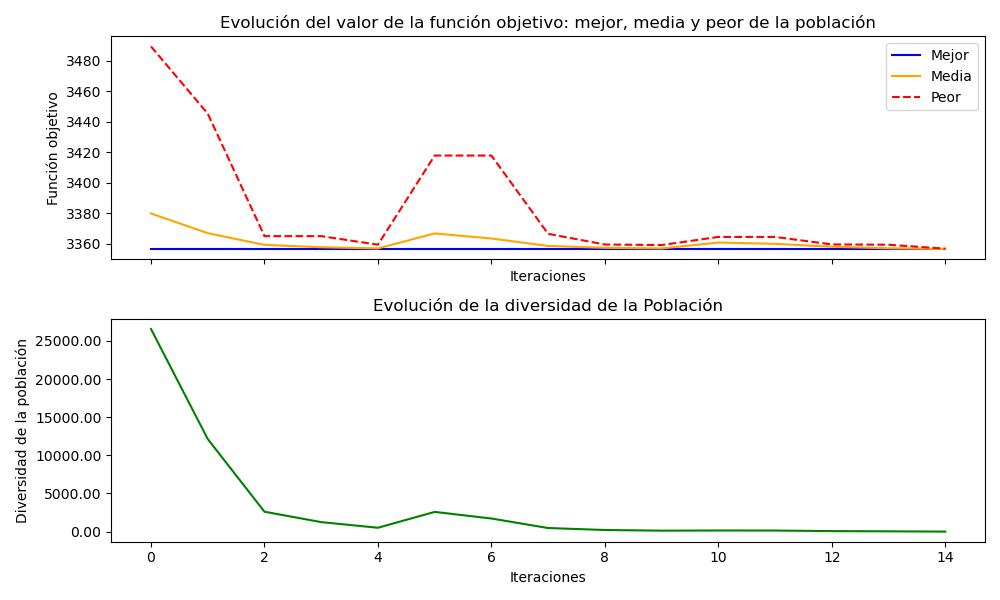 Evolución del valor de la función objetivo: mejor, media y peor de la población
Función objetivo
3480
3460
3440
3420
3400
3380
3360
Mejor
Media
Peor
Iteraciones
Evolución de la diversidad de la Población
Diversidad de la población
25000.00
20000.00
15000.00
10000.00
5000.00
0.00
0 2 4 6 8 10 12 14
Iteraciones